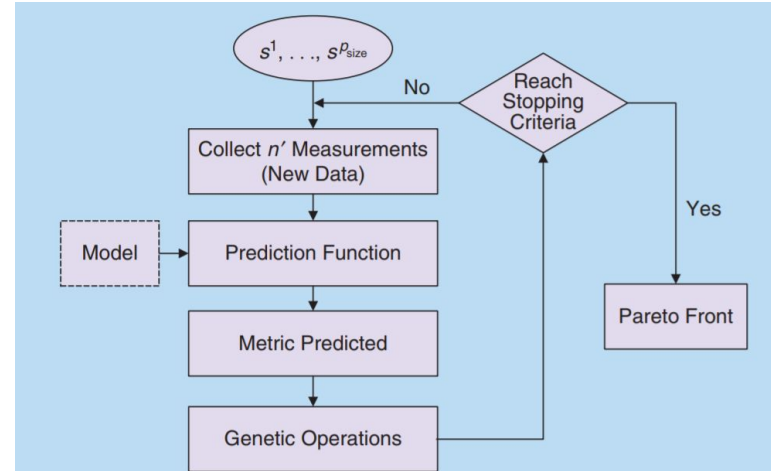 s¹, . . ., s^{p_size}
No
Reach
Stopping
Criteria
Collect n′ Measurements
(New Data)
Yes
Model
Prediction Function
Pareto Front
Metric Predicted
Genetic Operations